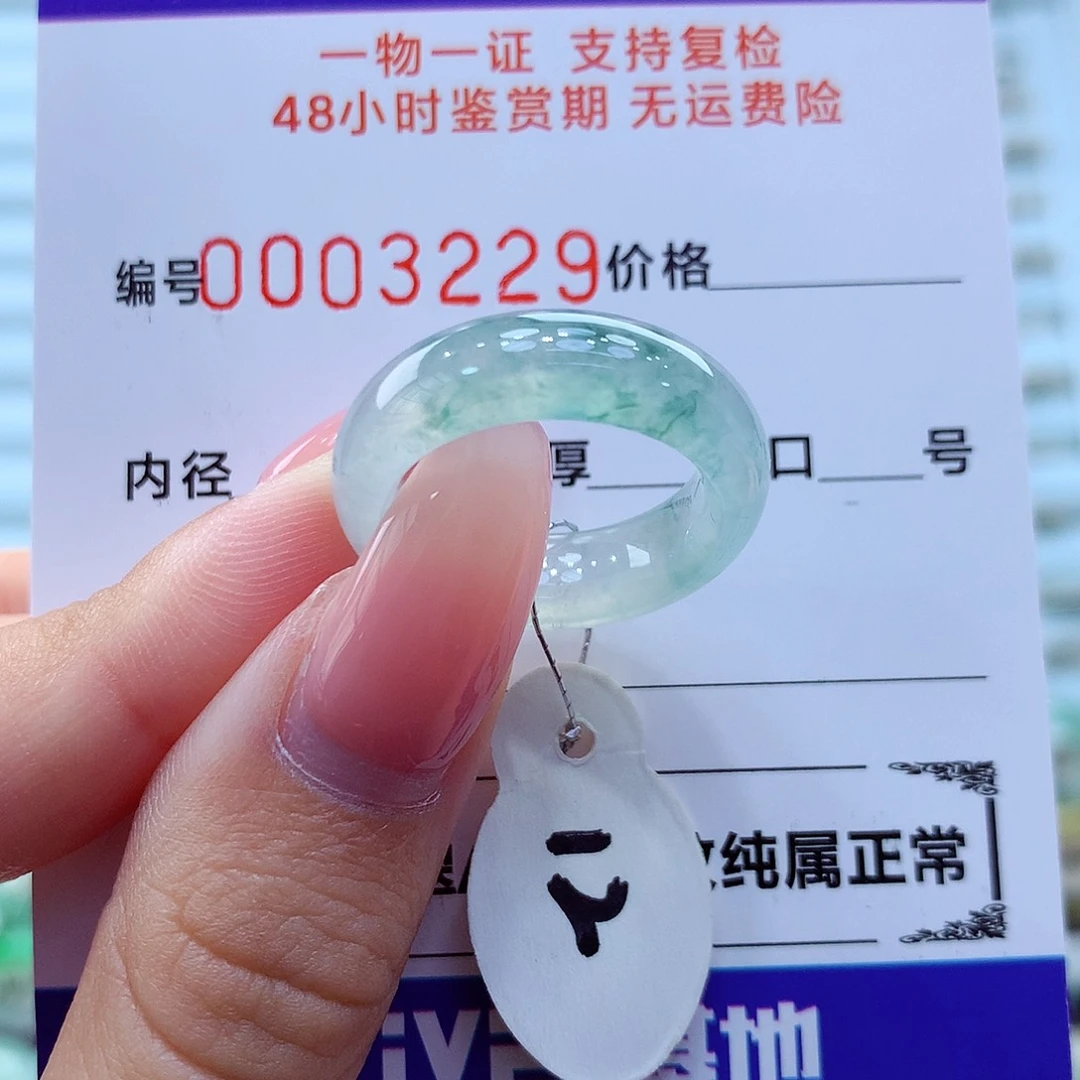 一物一证 支持复检
48小时鉴赏期 无运费险
编号0003229价格
内径 厚 口 号
纯属正常
基地